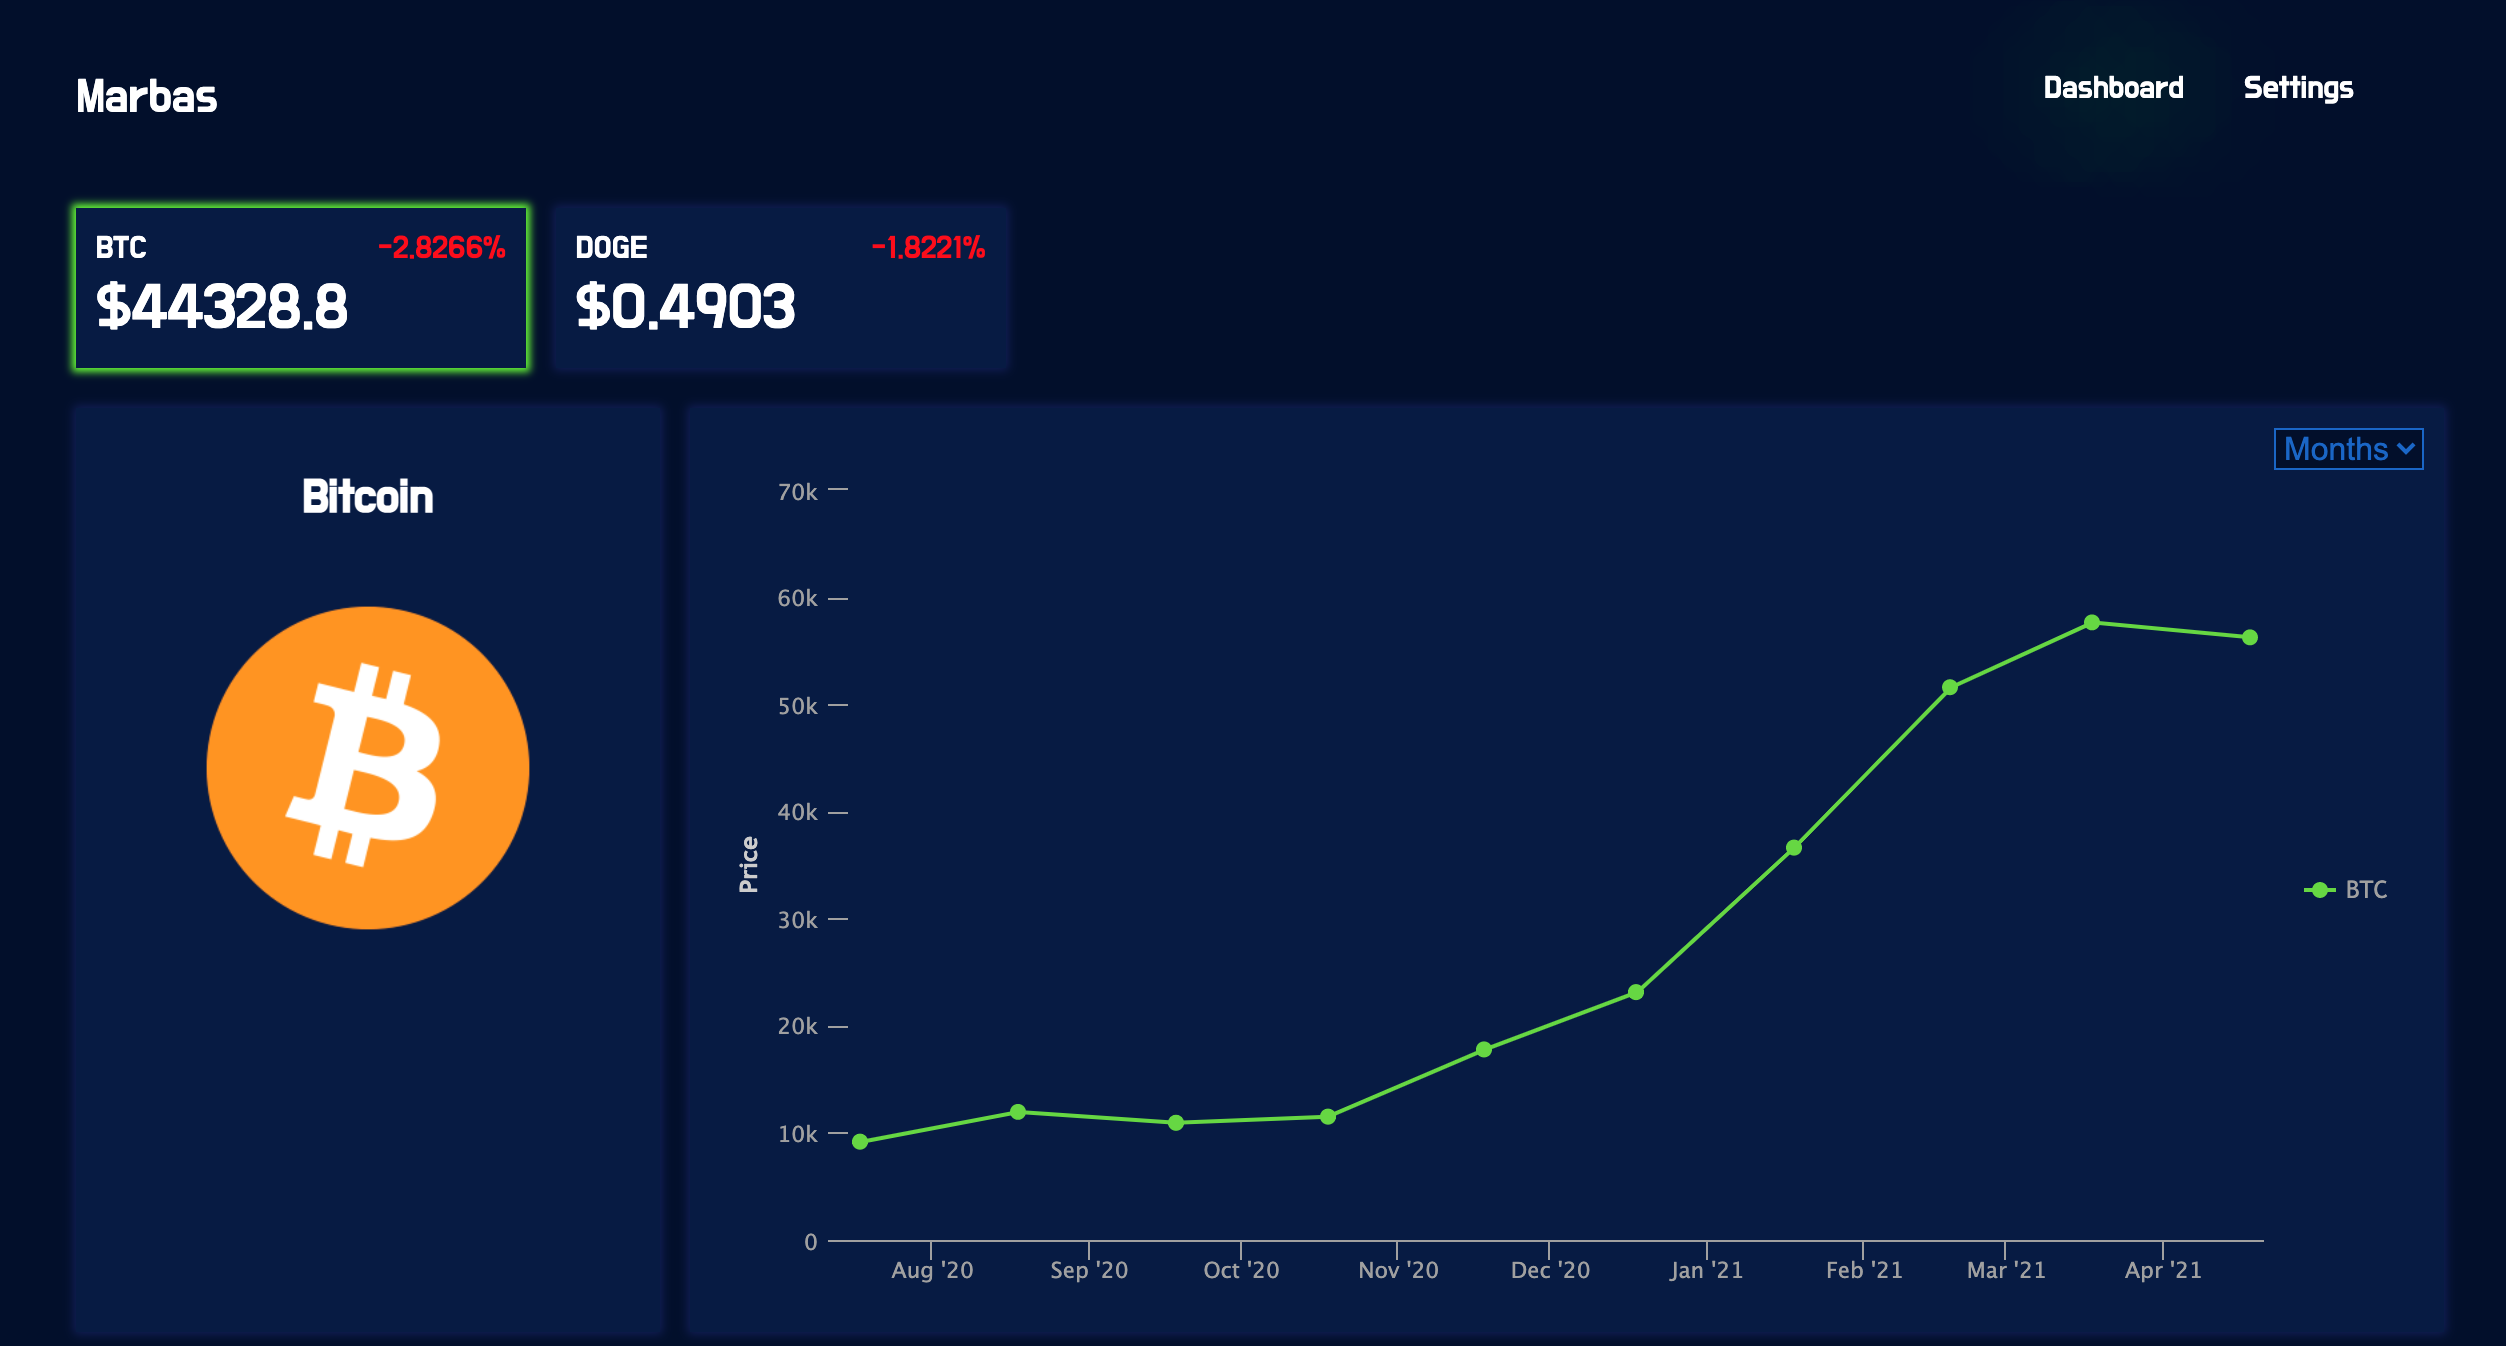 Marbas
Dashboard
Settings
BTC
-2.8266%
$44328.8
DOGE
-1.8221%
$0.4903
Bitcoin
Months
70k
60k
50k
40k
30k
20k
10k
0
Price
Aug '20
Sep '20
Oct '20
Nov '20
Dec '20
Jan '21
Feb '21
Mar '21
Apr '21
BTC